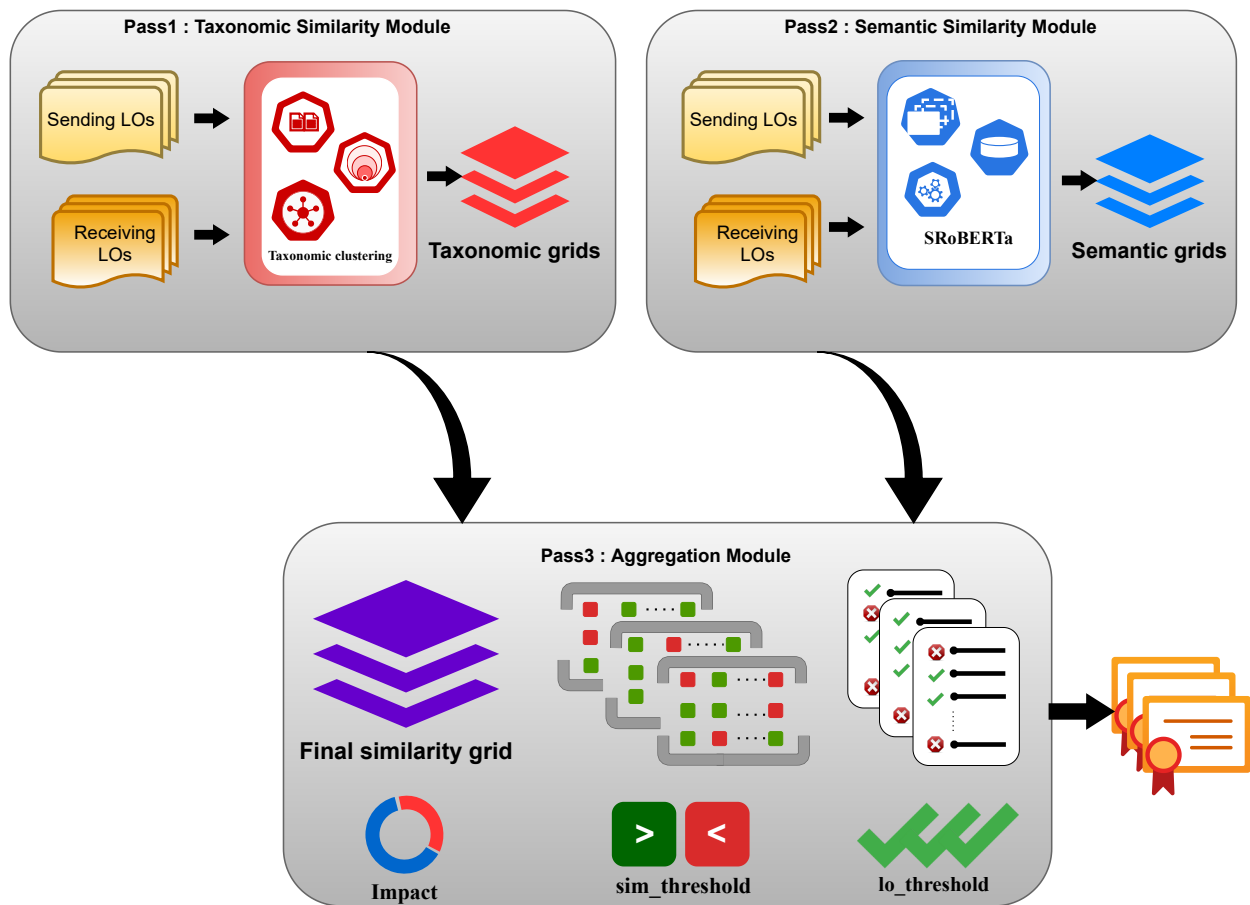 Pass1 : Taxonomic Similarity Module
Sending LOs
Receiving
LOs
Taxonomic clustering
Taxonomic grids
Pass2 : Semantic Similarity Module
Sending LOs
Receiving
LOs
SRoBERTa
Semantic grids
Pass3 : Aggregation Module
Final similarity grid
> <
Impact
sim_threshold
lo_threshold